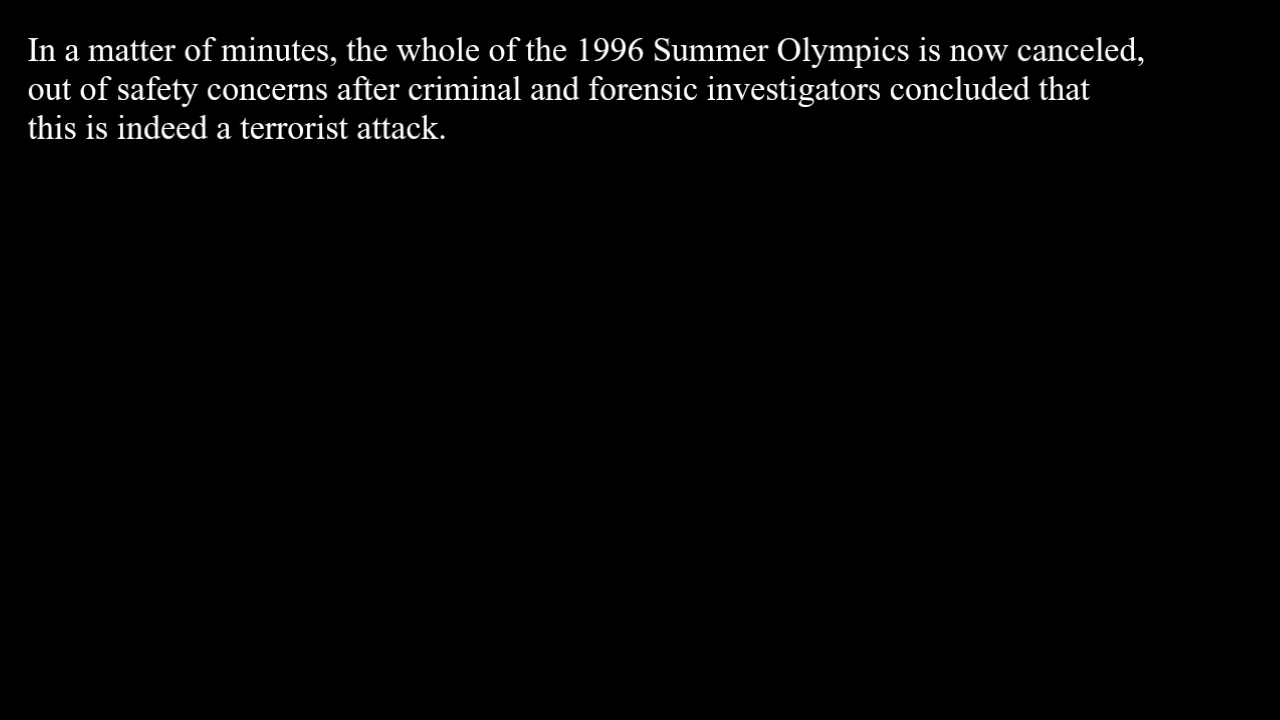 In a matter of minutes, the whole of the 1996 Summer Olympics is now canceled,
out of safety concerns after criminal and forensic investigators concluded that
this is indeed a terrorist attack.